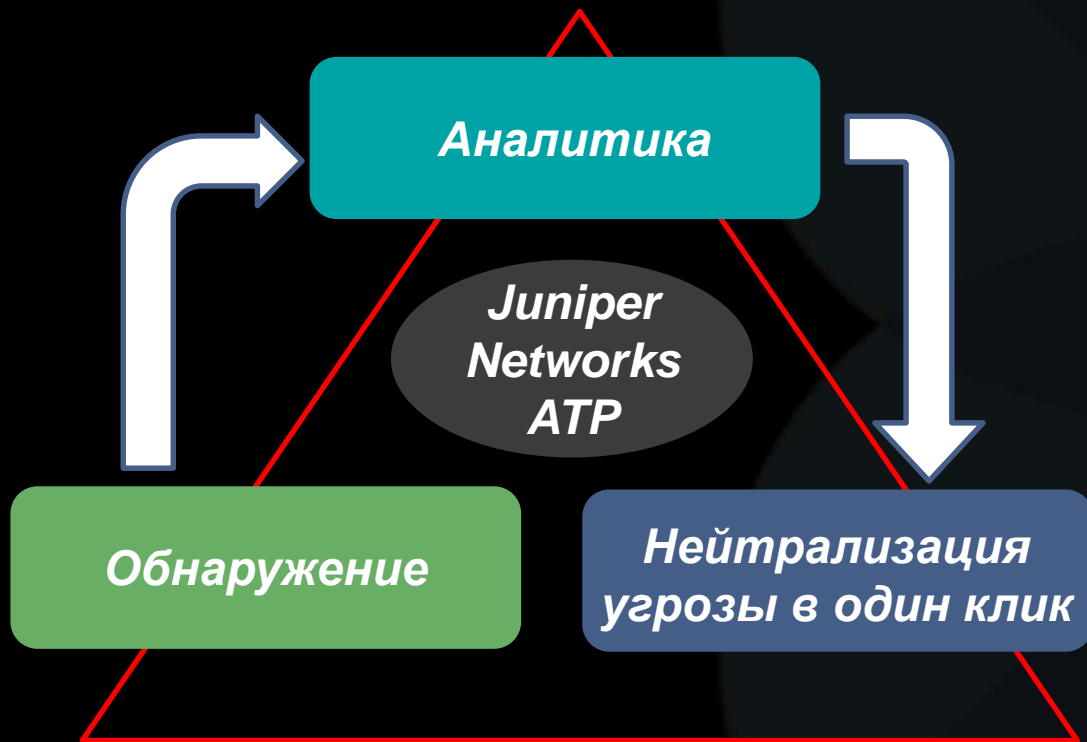 Аналитика
Juniper
Networks
ATP
Обнаружение
Нейтрализация
угрозы в один клик